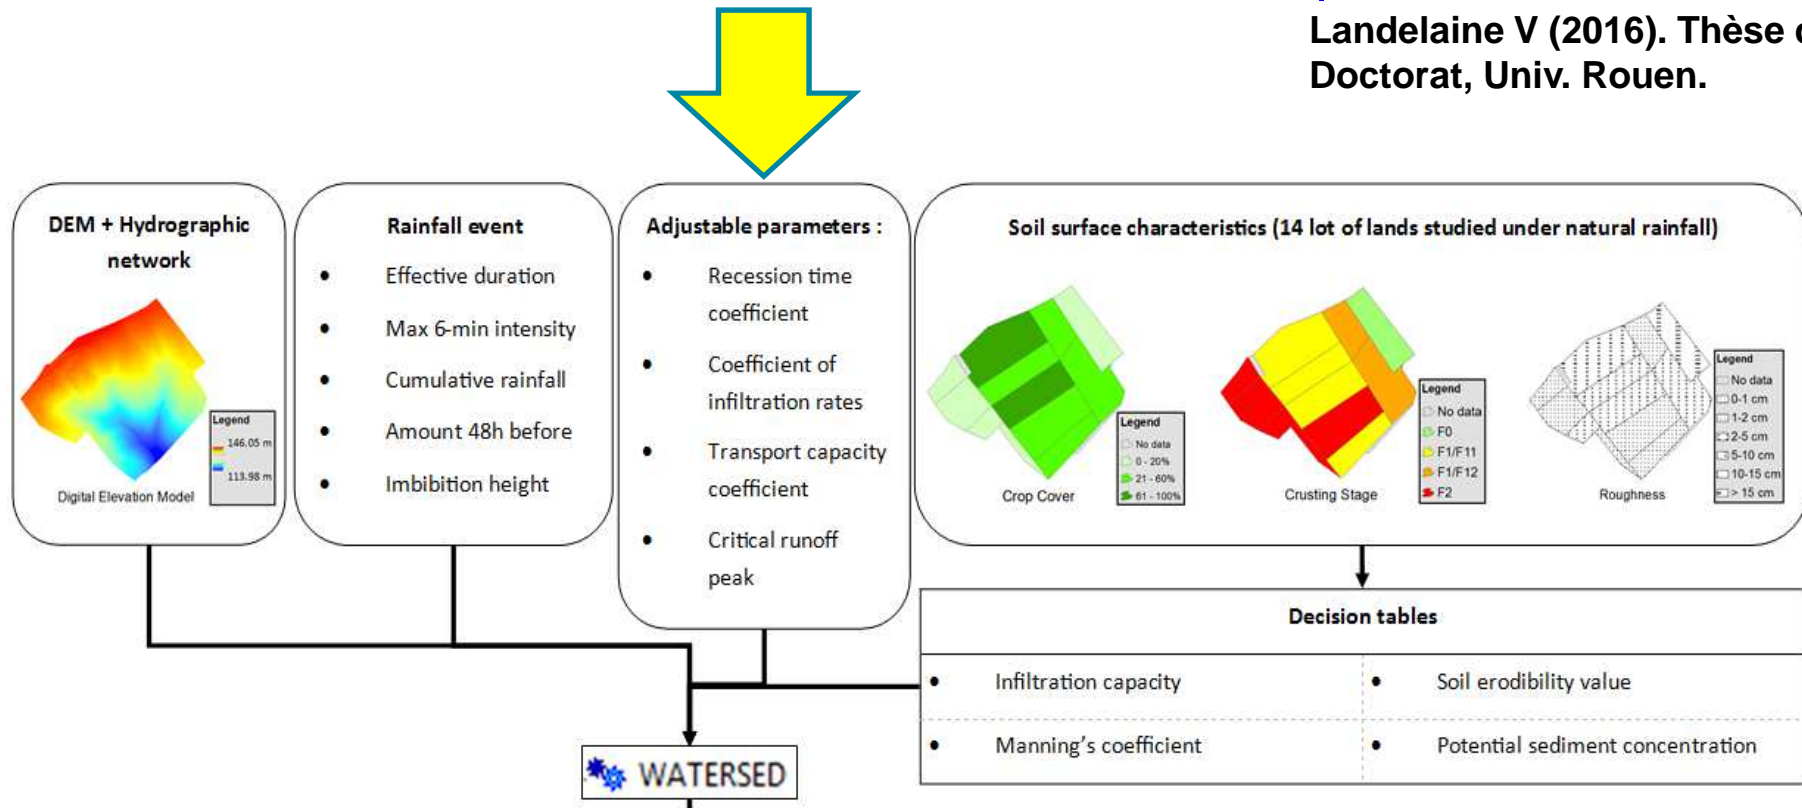 Landelaine V (2016). Thèse
Doctorat, Univ. Rouen.
DEM + Hydrographic
network
Legend
146.05 m
113.98 m
Digital Elevation Model
Rainfall event
• Effective duration
• Max 6-min intensity
• Cumulative rainfall
• Amount 48h before
• Imbibition height
Adjustable parameters :
• Recession time
coefficient
• Coefficient of
infiltration rates
• Transport capacity
coefficient
• Critical runoff
peak
Soil surface characteristics (14 lot of lands studied under natural rainfall)
Legend
No data
0 - 20%
21 - 60%
61 - 100%
Crop Cover
Legend
No data
F0
F1/F11
F1/F12
F2
Crusting Stage
Legend
No data
0-1 cm
1-2 cm
2-5 cm
5-10 cm
10-15 cm
> 15 cm
Roughness
Decision tables
• Infiltration capacity
• Soil erodibility value
• Manning's coefficient
• Potential sediment concentration
WATERSED